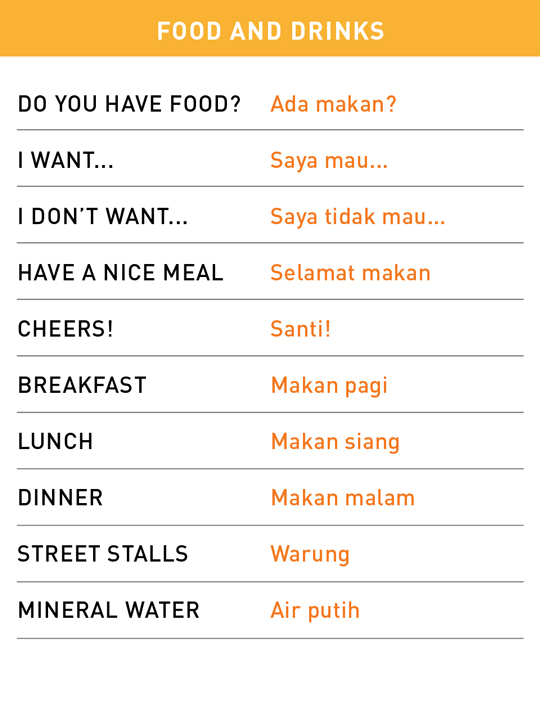 FOOD AND DRINKS
DO YOU HAVE FOOD? Ada makan?
I WANT... Saya mau...
I DON'T WANT... Saya tidak mau...
HAVE A NICE MEAL Selamat makan
CHEERS! Santi!
BREAKFAST Makan pagi
LUNCH Makan siang
DINNER Makan malam
STREET STALLS Warung
MINERAL WATER Air putih